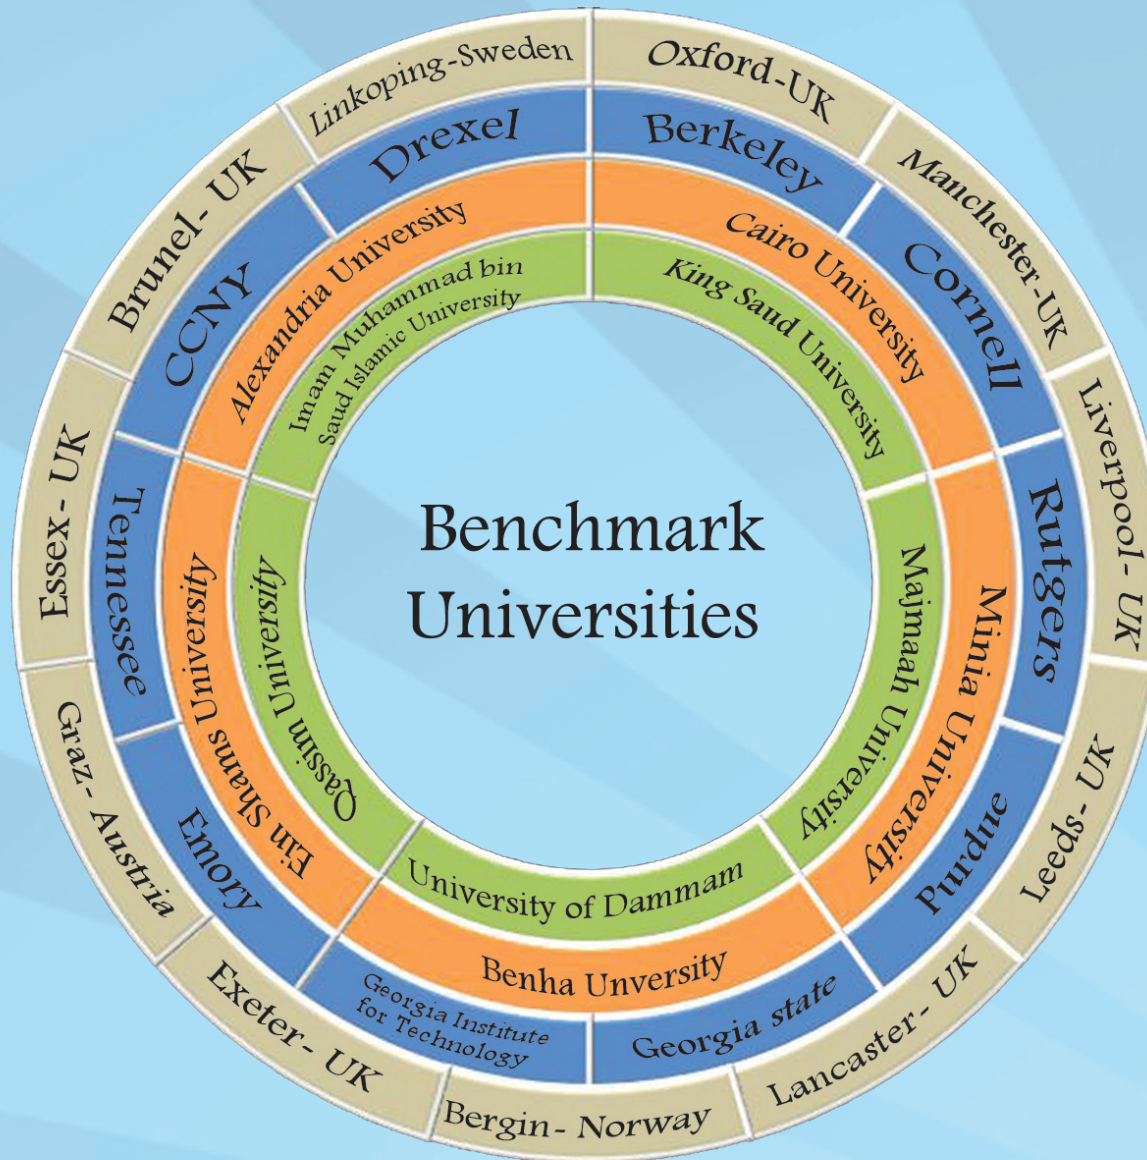 Benchmark
Universities
Oxford-UK
Manchester-UK
Liverpool- UK
Leeds- UK
Lancaster- UK
Bergin- Norway
Exeter- UK
Graz- Austria
Essex - UK
Brunel- UK
Linkoping-Sweden
Berkeley
Cornell
Rutgers
Purdue
Georgia state
Georgia Institute
for Technology
Emory
Tennessee
CCNY
Drexel
Cairo University
Minia University
Benha Unversity
Ein Shams University
Alexandria University
King Saud University
Majmaah University
University of Dammam
Qassim University
Imam Muhammad bin
Saud Islamic University